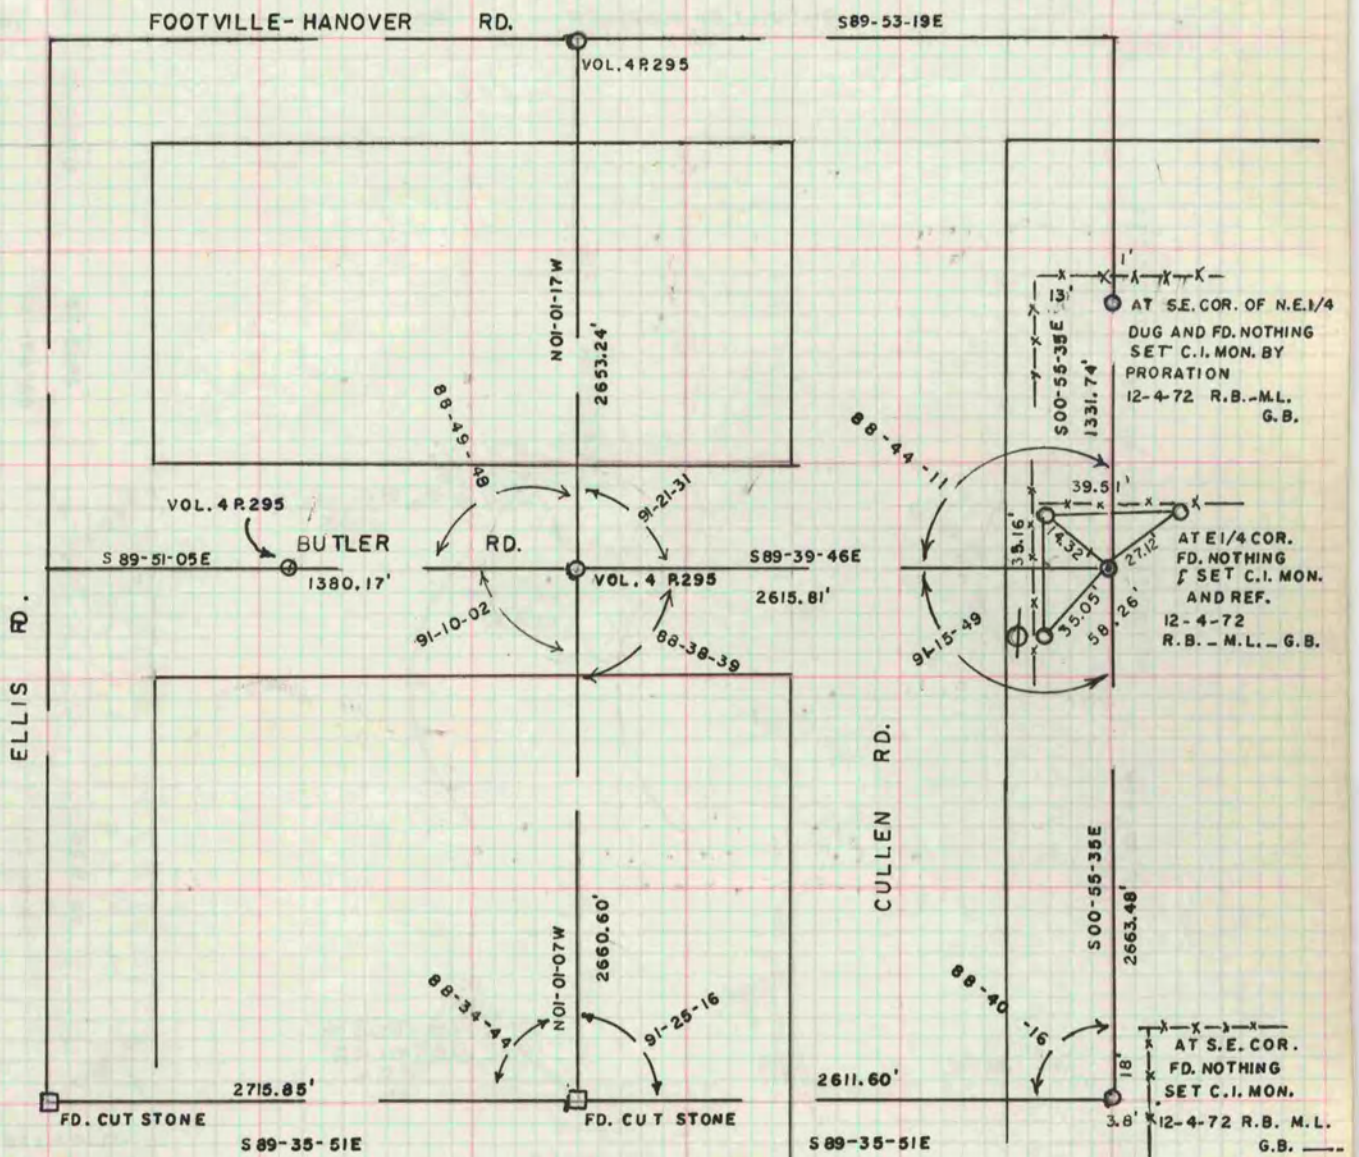 FOOTVILLE-HANOVER RD.
S89-53-19E
VOL. 4 P. 295
N01-01-17W
2653.24'
1'
13'
AT S.E. COR. OF N.E. 1/4
DUG AND FD. NOTHING
SET C.I. MON. BY
PRORATION
12-4-72 R.B.-M.L.
G.B.
S00-55-35E
1331.74'
88-49-48
91-21-31
88-44-11
39.51'
35.16'
14.32'
27.12'
35.05'
58.26'
AT E 1/4 COR.
FD. NOTHING
SET C.I. MON.
AND REF.
12-4-72
R.B. - M.L. - G.B.
VOL. 4 P. 295
S89-51-05E
BUTLER RD.
1380.17'
VOL. 4 P. 295
S89-39-46E
2615.81'
91-10-02
88-38-39
91-15-49
ELLIS RD.
CULLEN RD.
S00-55-35E
2663.48'
N01-01-07W
2660.60'
88-34-44
91-25-16
88-40-16
18'
3.8'
AT S.E. COR.
FD. NOTHING
SET C.I. MON.
12-4-72 R.B. M.L.
G.B.
2715.85'
2611.60'
FD. CUT STONE
FD. CUT STONE
S89-35-51E
S89-35-51E